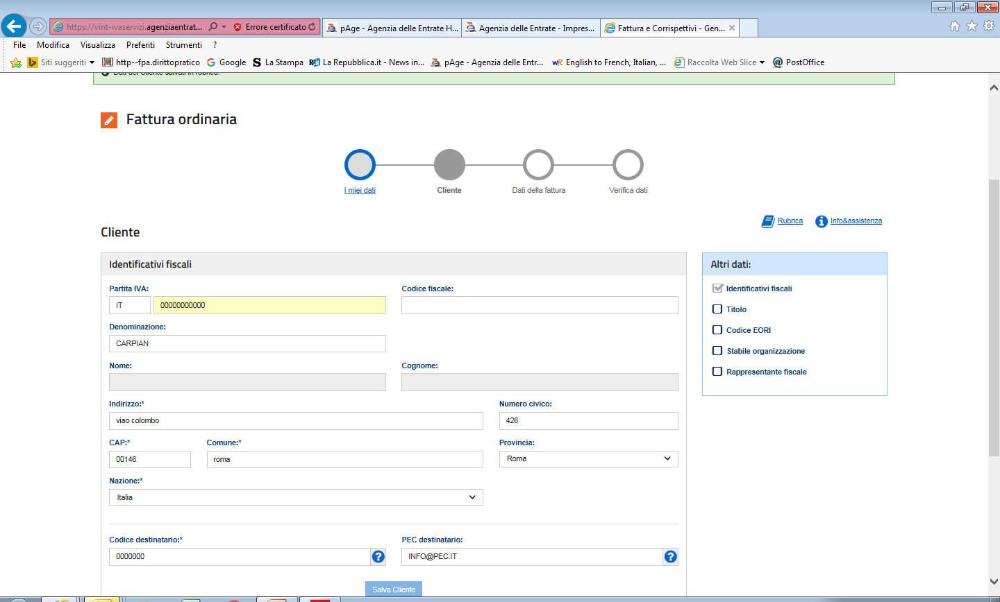 https://vint-ivaservizi.agenziaentrat... Errore certificato
pAge - Agenzia delle Entrate H...
Agenzia delle Entrate - Impres...
Fattura e Corrispettivi - Gen...
File Modifica Visualizza Preferiti Strumenti ?
Siti suggeriti http--fpa.dirittopratico Google La Stampa La Repubblica.it - News in... pAge - Agenzia delle Entr... English to French, Italian, ... Raccolta Web Slice PostOffice
Dati del Cliente salvati in rubrica.
Fattura ordinaria
I miei dati Cliente Dati della fattura Verifica dati
Rubrica Info&assistenza
Cliente
Identificativi fiscali
Partita IVA: Codice fiscale:
IT 00000000000
Denominazione:
CARPIAN
Nome: Cognome:
Indirizzo:* Numero civico:
viao colombo 426
CAP:* Comune:* Provincia:
00146 roma Roma
Nazione:*
Italia
Codice destinatario:* PEC destinatario:
0000000 ? INFO@PEC.IT ?
Salva Cliente
Altri dati:
Identificativi fiscali
Titolo
Codice EORI
Stabile organizzazione
Rappresentante fiscale